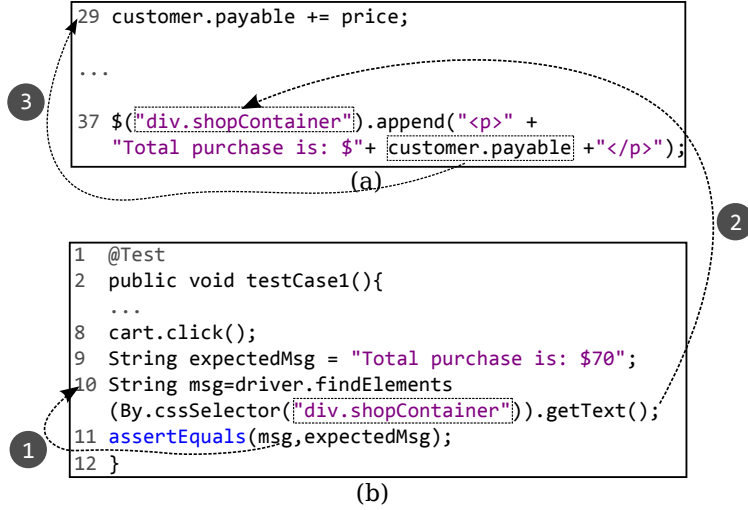 29 customer.payable += price;
...
3
37 $("div.shopContainer").append("<p>" +
"Total purchase is: $"+ customer.payable +"</p>");
(a)
2
1 @Test
2 public void testCase1(){
...
8 cart.click();
9 String expectedMsg = "Total purchase is: $70";
10 String msg=driver.findElements
(By.cssSelector("div.shopContainer")).getText();
11 assertEquals(msg,expectedMsg);
1
12 }
(b)